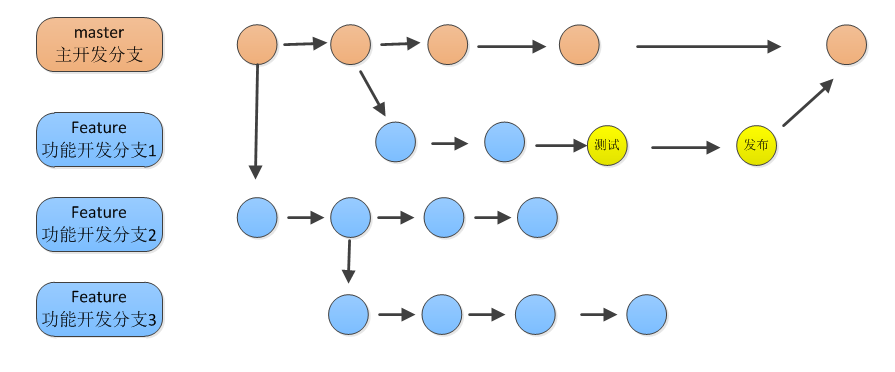 master
主开发分支
Feature
功能开发分支1
测试
发布
Feature
功能开发分支2
Feature
功能开发分支3